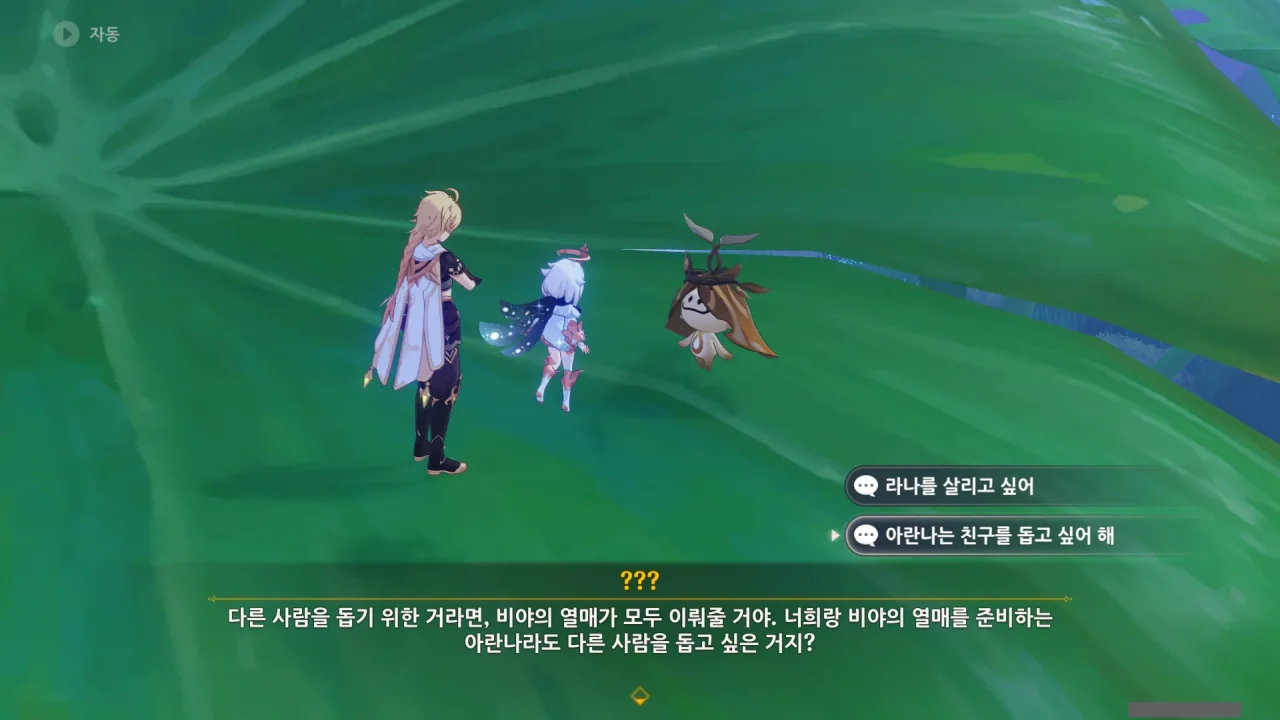 자동
라나를 살리고 싶어
아란나는 친구를 돕고 싶어 해
???
다른 사람을 돕기 위한 거라면, 비야의 열매가 모두 이뤄줄 거야. 너희랑 비야의 열매를 준비하는
아란나라도 다른 사람을 돕고 싶은 거지?